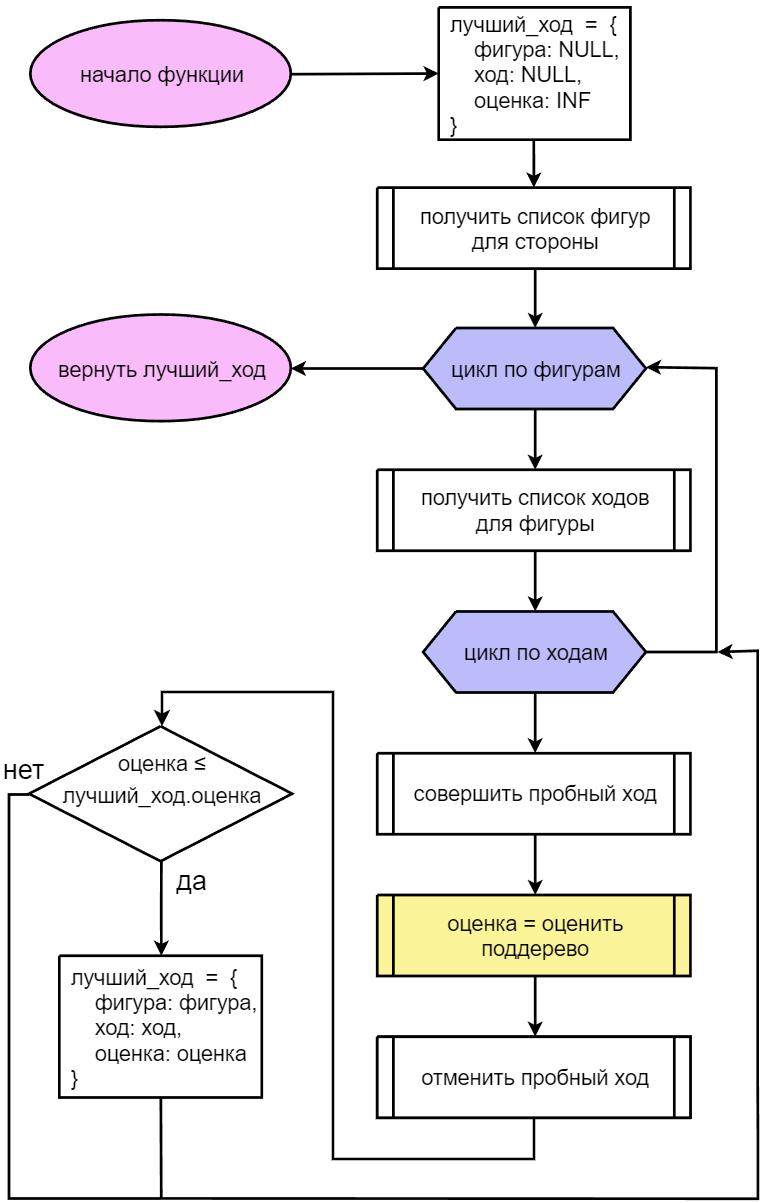 начало функции
лучший_ход = {
фигура: NULL,
ход: NULL,
оценка: INF
}
получить список фигур
для стороны
вернуть лучший_ход
цикл по фигурам
получить список ходов
для фигуры
цикл по ходам
нет
оценка ≤
лучший_ход.оценка
совершить пробный ход
да
оценка = оценить
поддерево
лучший_ход = {
фигура: фигура,
ход: ход,
оценка: оценка
}
отменить пробный ход